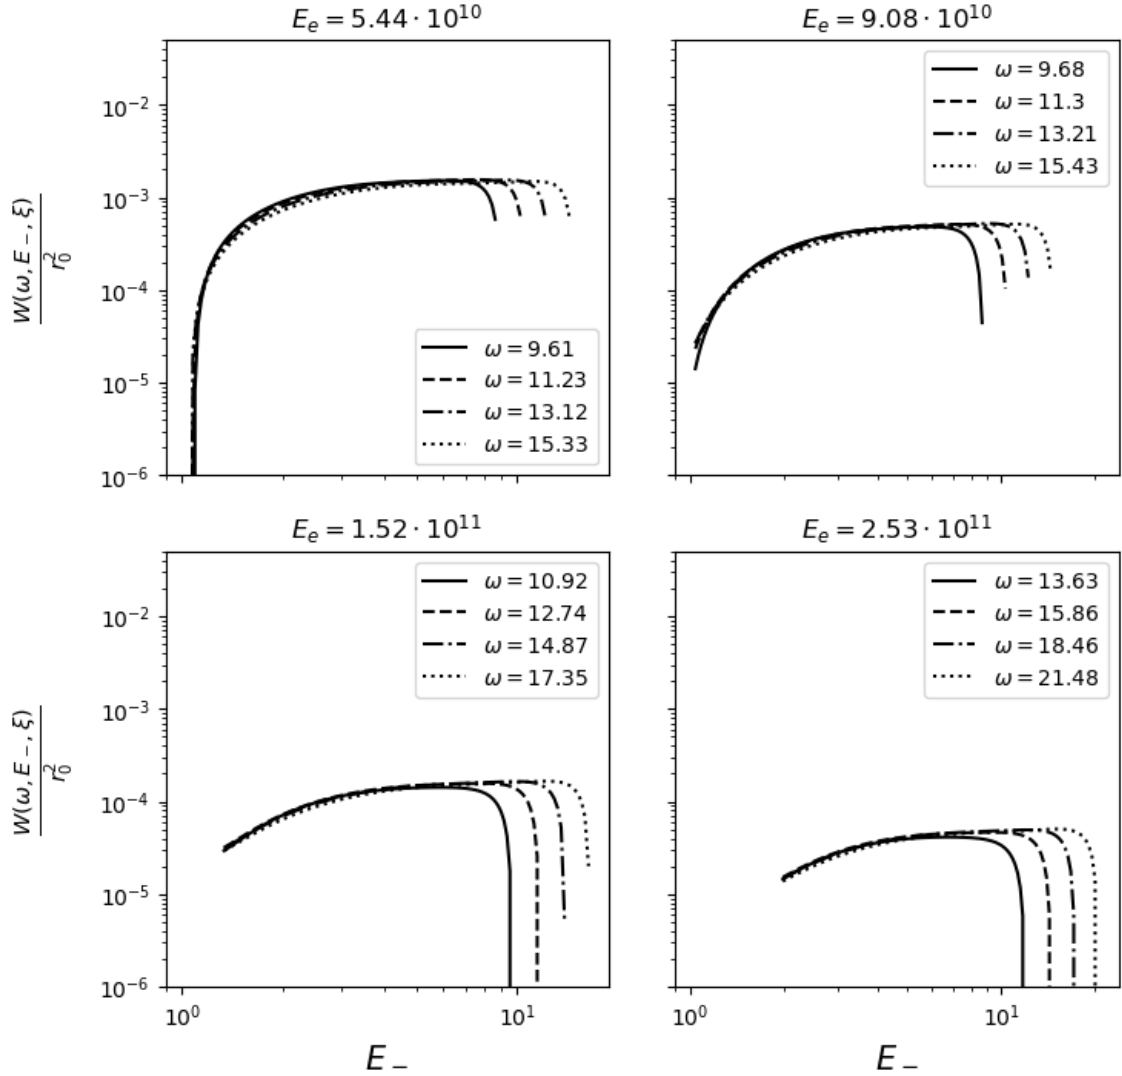 E_e = 5.44 · 10^10
E_e = 9.08 · 10^10
W(ω, E_−, ξ) / r_0^2
10^−2
10^−3
10^−4
10^−5
10^−6
ω = 9.61
ω = 11.23
ω = 13.12
ω = 15.33
ω = 9.68
ω = 11.3
ω = 13.21
ω = 15.43
E_e = 1.52 · 10^11
E_e = 2.53 · 10^11
W(ω, E_−, ξ) / r_0^2
10^−2
10^−3
10^−4
10^−5
10^−6
ω = 10.92
ω = 12.74
ω = 14.87
ω = 17.35
ω = 13.63
ω = 15.86
ω = 18.46
ω = 21.48
10^0 10^1
10^0 10^1
E_−
E_−